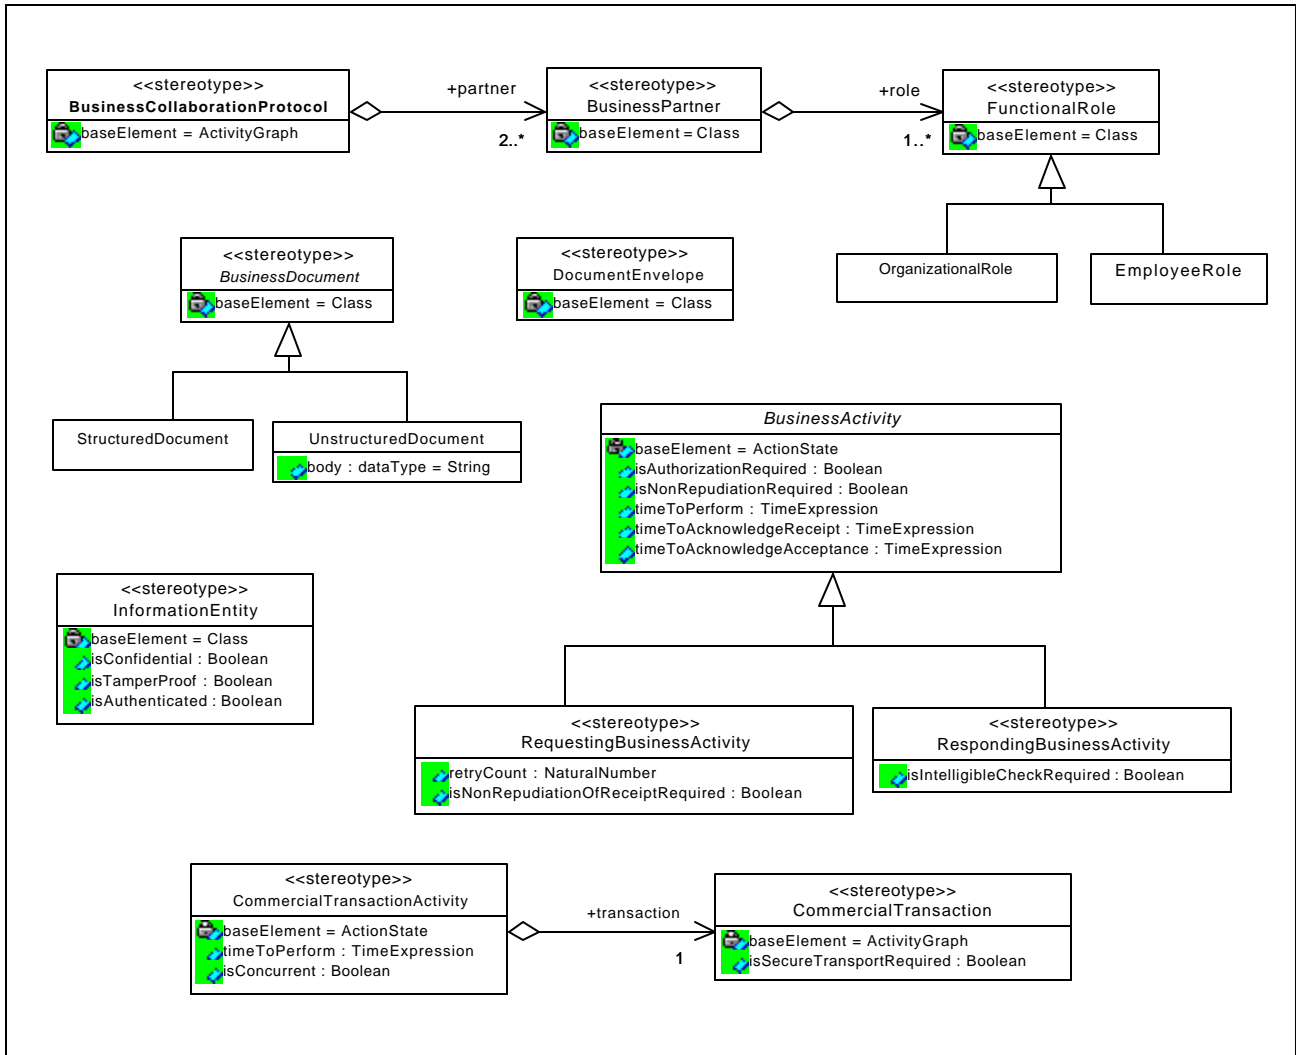 <<stereotype>>
BusinessCollaborationProtocol
baseElement = ActivityGraph
+partner
2..*
<<stereotype>>
BusinessPartner
baseElement = Class
+role
1..*
<<stereotype>>
FunctionalRole
baseElement = Class
OrganizationalRole
EmployeeRole
<<stereotype>>
BusinessDocument
baseElement = Class
<<stereotype>>
DocumentEnvelope
baseElement = Class
StructuredDocument
UnstructuredDocument
body : dataType = String
BusinessActivity
baseElement = ActionState
isAuthorizationRequired : Boolean
isNonRepudiationRequired : Boolean
timeToPerform : TimeExpression
timeToAcknowledgeReceipt : TimeExpression
timeToAcknowledgeAcceptance : TimeExpression
<<stereotype>>
InformationEntity
baseElement = Class
isConfidential : Boolean
isTamperProof : Boolean
isAuthenticated : Boolean
<<stereotype>>
RequestingBusinessActivity
retryCount : NaturalNumber
isNonRepudiationOfReceiptRequired : Boolean
<<stereotype>>
RespondingBusinessActivity
isIntelligibleCheckRequired : Boolean
<<stereotype>>
CommercialTransactionActivity
baseElement = ActionState
timeToPerform : TimeExpression
isConcurrent : Boolean
+transaction
1
<<stereotype>>
CommercialTransaction
baseElement = ActivityGraph
isSecureTransportRequired : Boolean